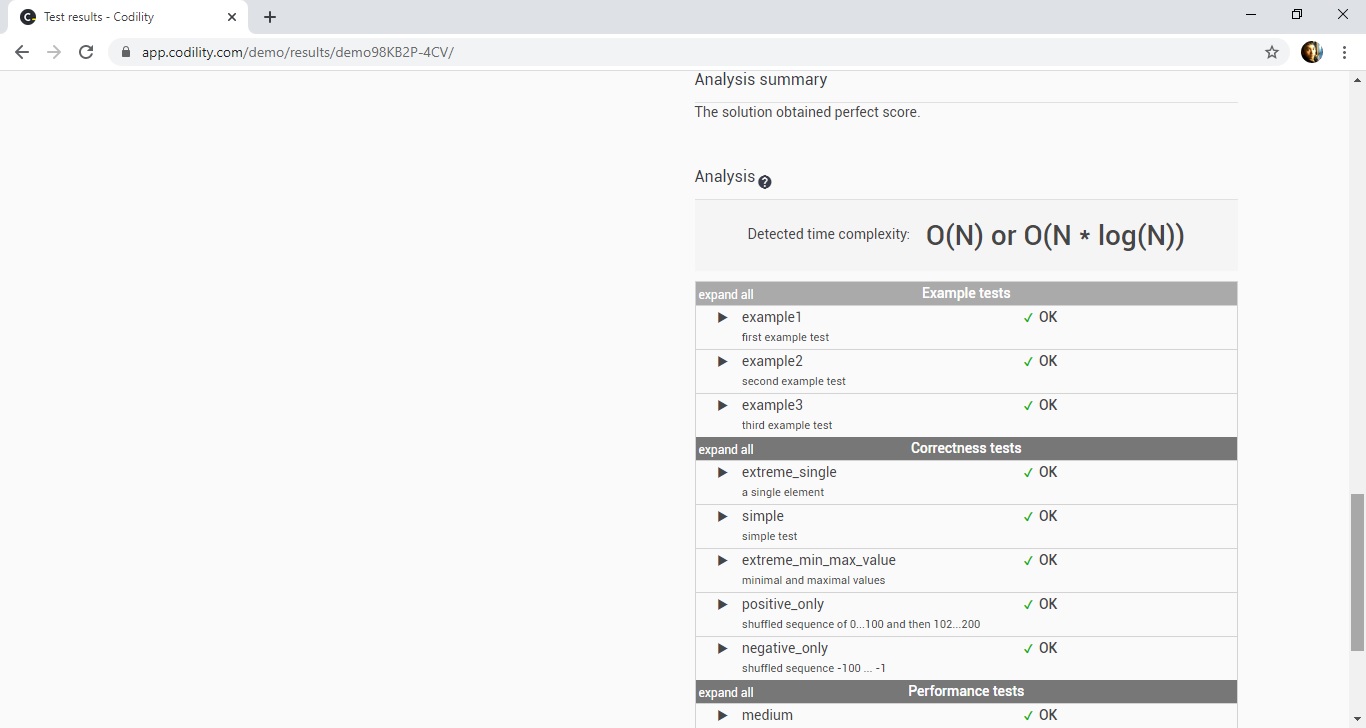 Test results - Codility
app.codility.com/demo/results/demo98KB2P-4CV/
Analysis summary
The solution obtained perfect score.
Analysis ?
Detected time complexity: O(N) or O(N * log(N))
expand all Example tests
example1 ✓ OK
first example test
example2 ✓ OK
second example test
example3 ✓ OK
third example test
expand all Correctness tests
extreme_single ✓ OK
a single element
simple ✓ OK
simple test
extreme_min_max_value ✓ OK
minimal and maximal values
positive_only ✓ OK
shuffled sequence of 0...100 and then 102...200
negative_only ✓ OK
shuffled sequence -100 ... -1
expand all Performance tests
medium ✓ OK